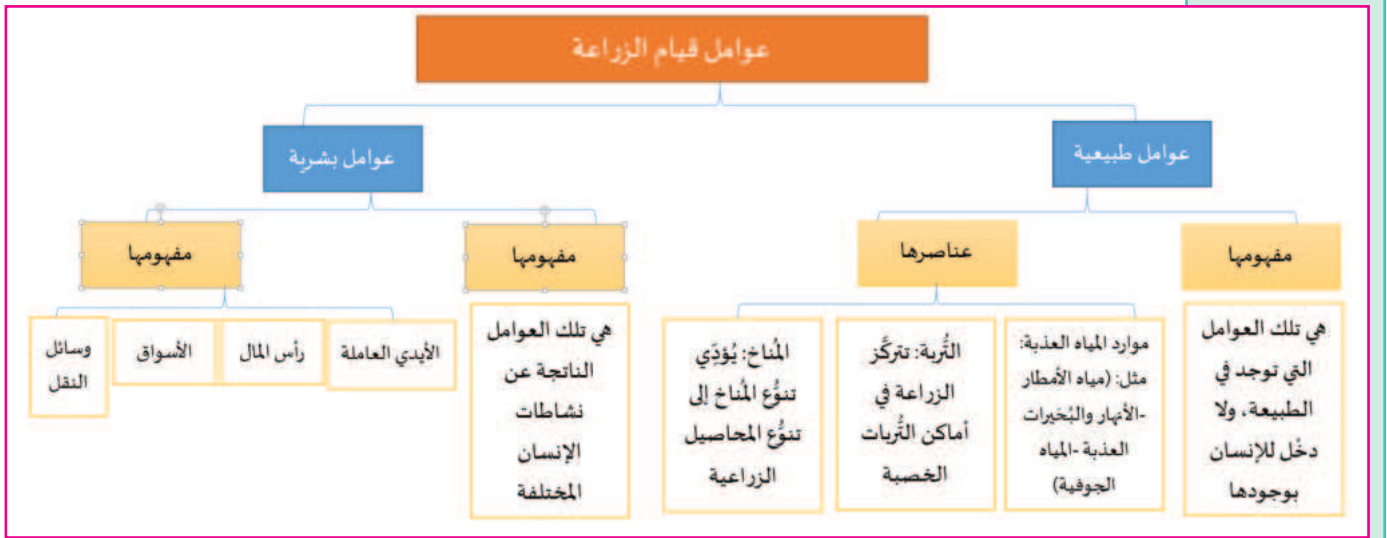 عوامل قيام الزراعة
عوامل طبيعية
عوامل بشرية
مفهومها
عناصرها
مفهومها
مفهومها
هي تلك العوامل
التي توجد في
الطبيعة، ولا
دخْل للإنسان
بوجودها
موارد المياه العذبة:
مثل: (مياه الأمطار
-الأنهار والبُحَيرات
العذبة -المياه
الجوفية)
التُّربة: تتركَّز
الزراعة في
أماكن التُّربات
الخصبة
المُناخ: يُؤدِّي
تنوُّع المُناخ إلى
تنوُّع المحاصيل
الزراعية
هي تلك العوامل
الناتجة عن
نشاطات
الإنسان
المختلفة
الأيدي العاملة
رأس المال
الأسواق
وسائل
النقل